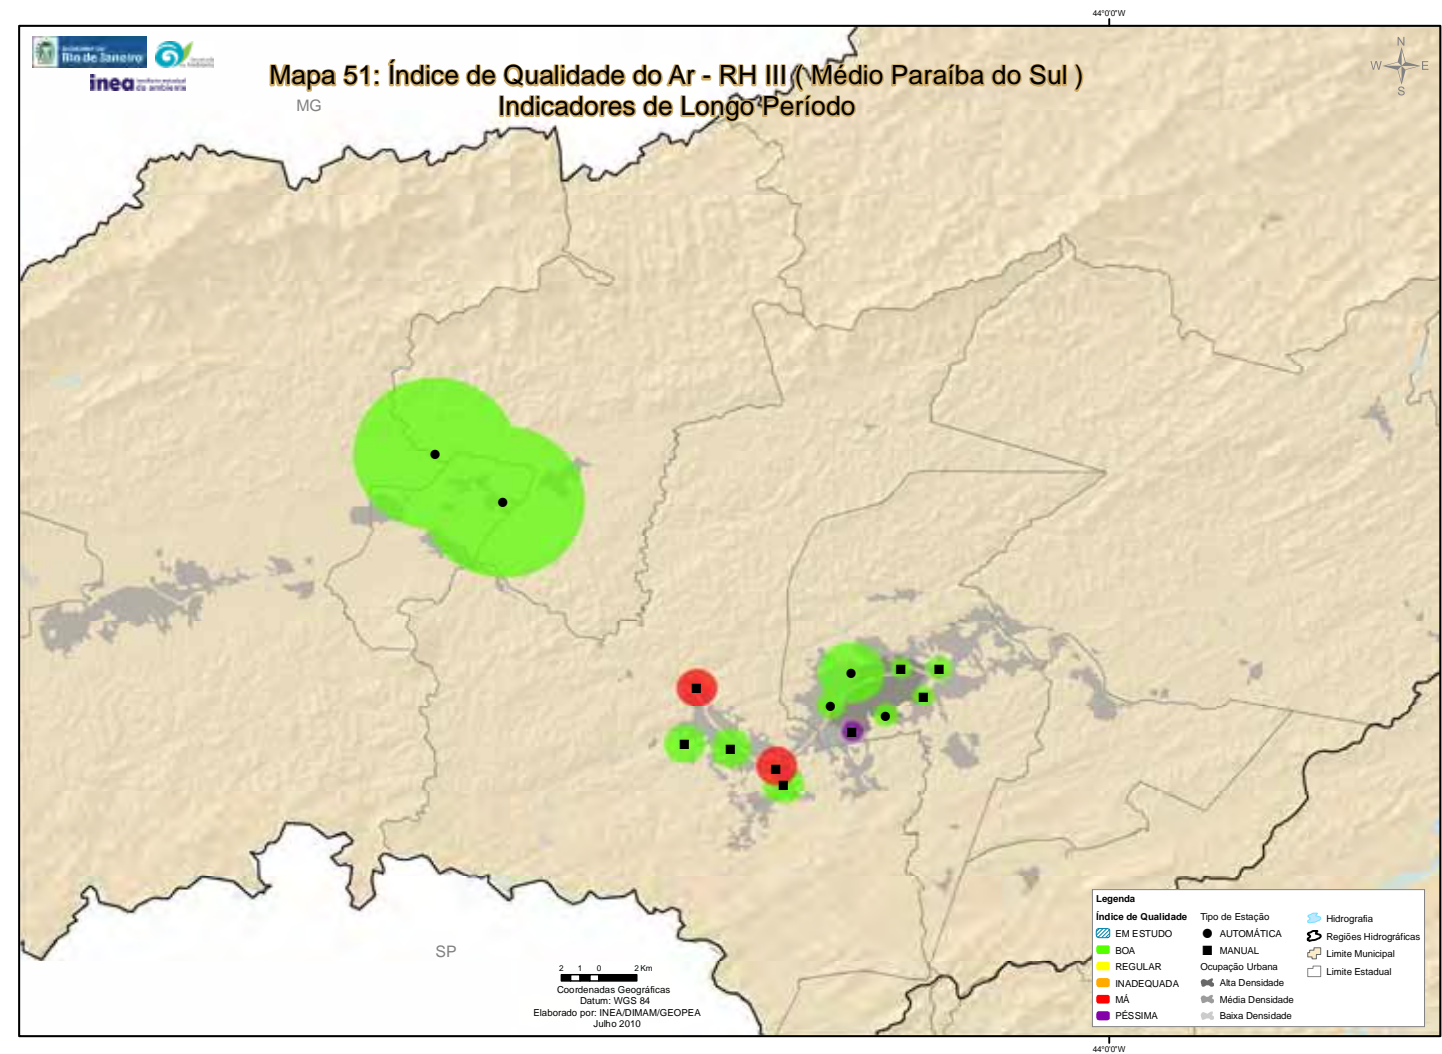 44°0'0"W
Rio de Janeiro
inea
Mapa 51: Índice de Qualidade do Ar - RH III ( Médio Paraíba do Sul )
Indicadores de Longo Período
N
W
E
S
MG
SP
2 1 0 2 Km
Coordenadas Geográficas
Datum: WGS 84
Elaborado por: INEA/DIMAM/GEOPEA
Julho 2010
Legenda
Índice de Qualidade
EM ESTUDO
BOA
REGULAR
INADEQUADA
MÁ
PÉSSIMA
Tipo de Estação
AUTOMÁTICA
MANUAL
Ocupação Urbana
Alta Densidade
Média Densidade
Baixa Densidade
Hidrografia
Regiões Hidrográficas
Limite Municipal
Limite Estadual
44°0'0"W